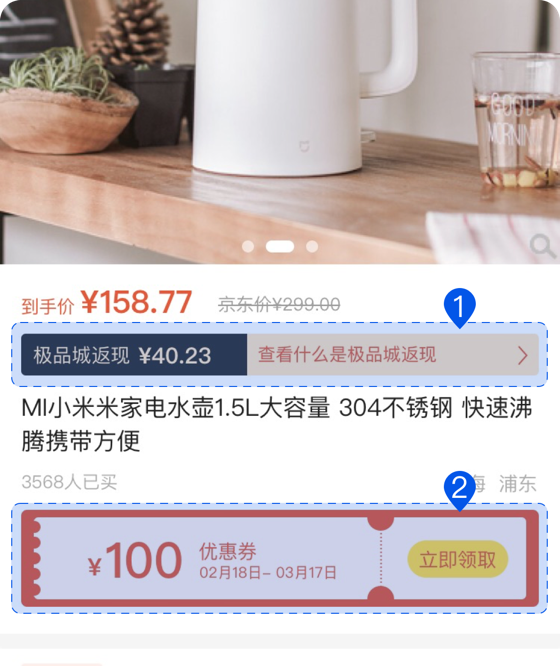 GOOD
MORNIN
到手价 ¥158.77 京东价¥299.00
1
极品城返现 ¥40.23 查看什么是极品城返现
MI小米米家电水壶1.5L大容量 304不锈钢 快速沸
腾携带方便
3568人已买 海 浦东
2
¥100 优惠券
02月18日– 03月17日
立即领取